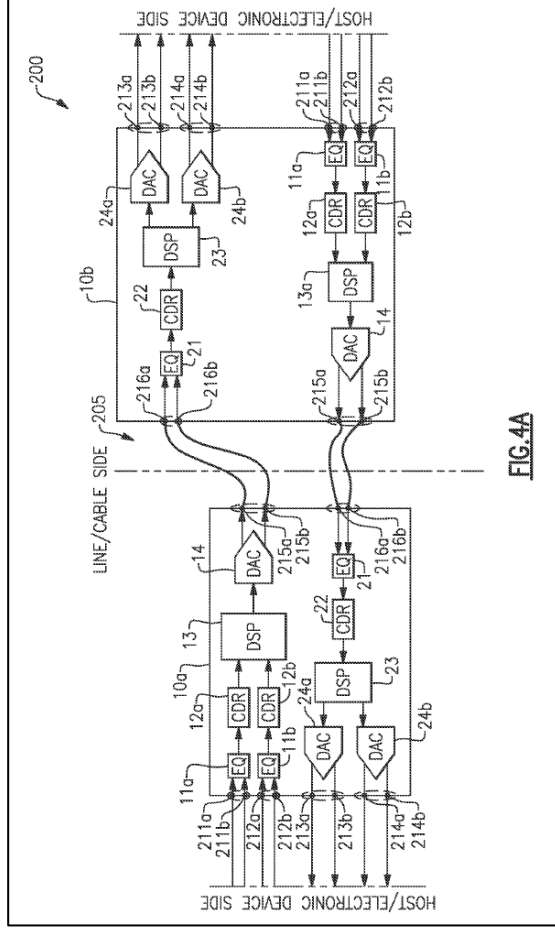 200
LINE/CABLE SIDE
205
HOST/ELECTRONIC DEVICE SIDE
10a
11a
12a
13
14
211a
211b
212a
212b
EQ
CDR
EQ
CDR
11b
12b
DSP
DAC
215a
215b
213a
213b
214a
214b
24a
DAC
DAC
24b
DSP
23
22
CDR
EQ
21
216a
216b
10b
216a
216b
EQ
21
22
CDR
DSP
23
24a
DAC
DAC
24b
213a
213b
214a
214b
215a
215b
14
DAC
13a
DSP
12a
CDR
CDR
12b
11a
EQ
EQ
11b
211a
211b
212a
212b
HOST/ELECTRONIC DEVICE SIDE
FIG.4A